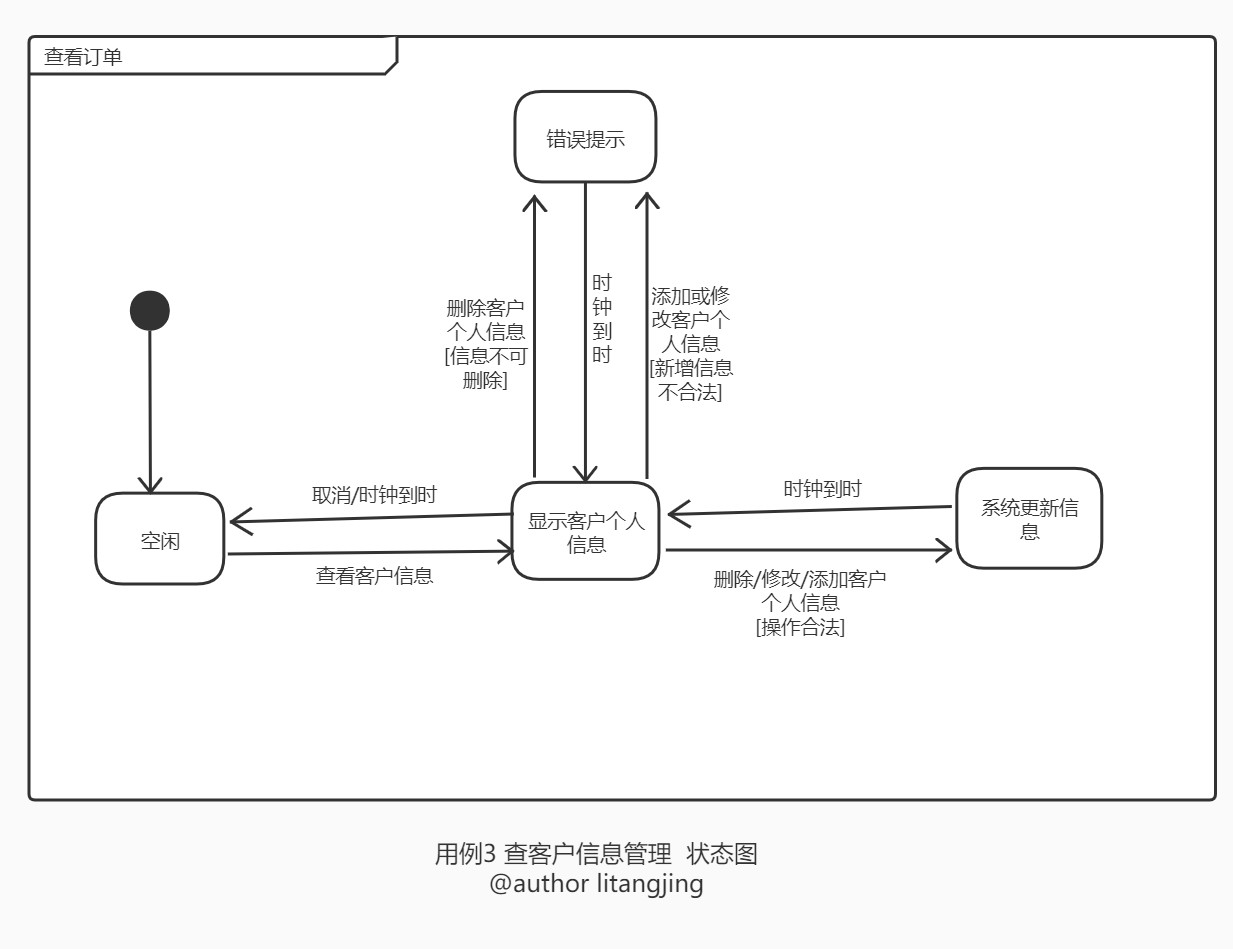 查看订单
错误提示
删除客户
个人信息
[信息不可
删除]
时
钟
到
时
添加或修
改客户个
人信息
[新增信息
不合法]
取消/时钟到时
空闲
查看客户信息
显示客户个人
信息
时钟到时
系统更新信
息
删除/修改/添加客户
个人信息
[操作合法]
用例3 查客户信息管理 状态图
@author litangjing